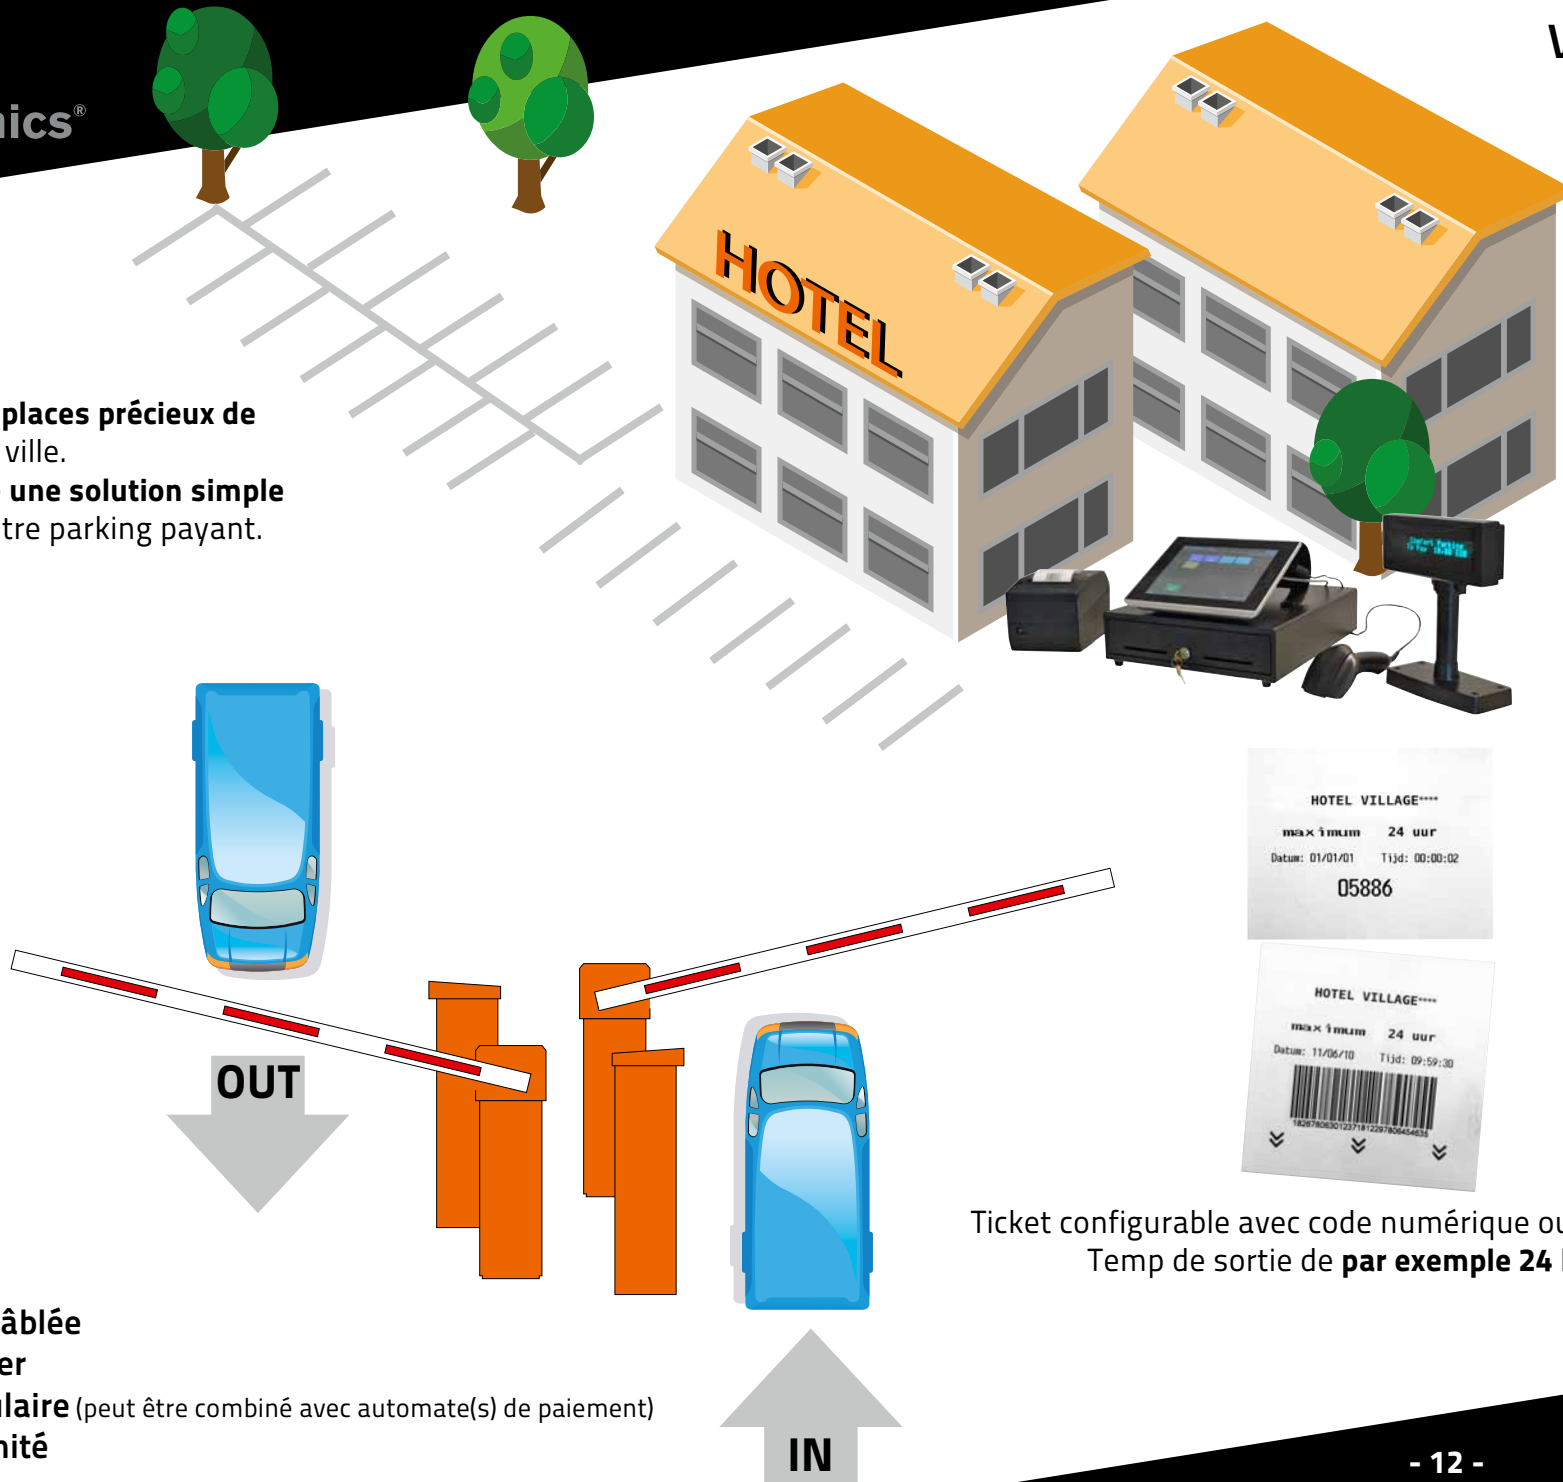 nics®
HOTEL
places précieux de
ville.
une solution simple
tre parking payant.
HOTEL VILLAGE****
maximum 24 uur
Datum: 01/01/01 Tijd: 00:00:02
05886
HOTEL VILLAGE****
maximum 24 uur
Datum: 11/06/10 Tijd: 09:59:30
OUT
Ticket configurable avec code numérique ou
Temp de sortie de par exemple 24
âblée
er
laire (peut être combiné avec automate(s) de paiement)
ité
IN
- 12 -